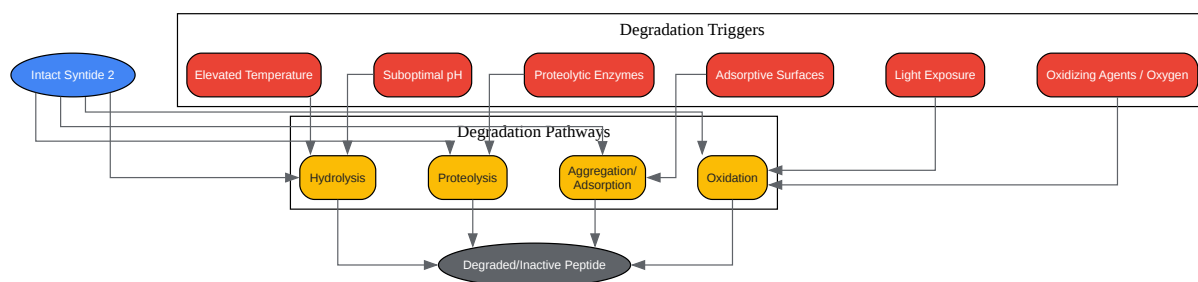 Degradation Triggers
Intact Syntide 2
Elevated Temperature
Suboptimal pH
Proteolytic Enzymes
Adsorptive Surfaces
Light Exposure
Oxidizing Agents / Oxygen
Degradation Pathways
Hydrolysis
Proteolysis
Aggregation/
Adsorption
Oxidation
Degraded/Inactive Peptide